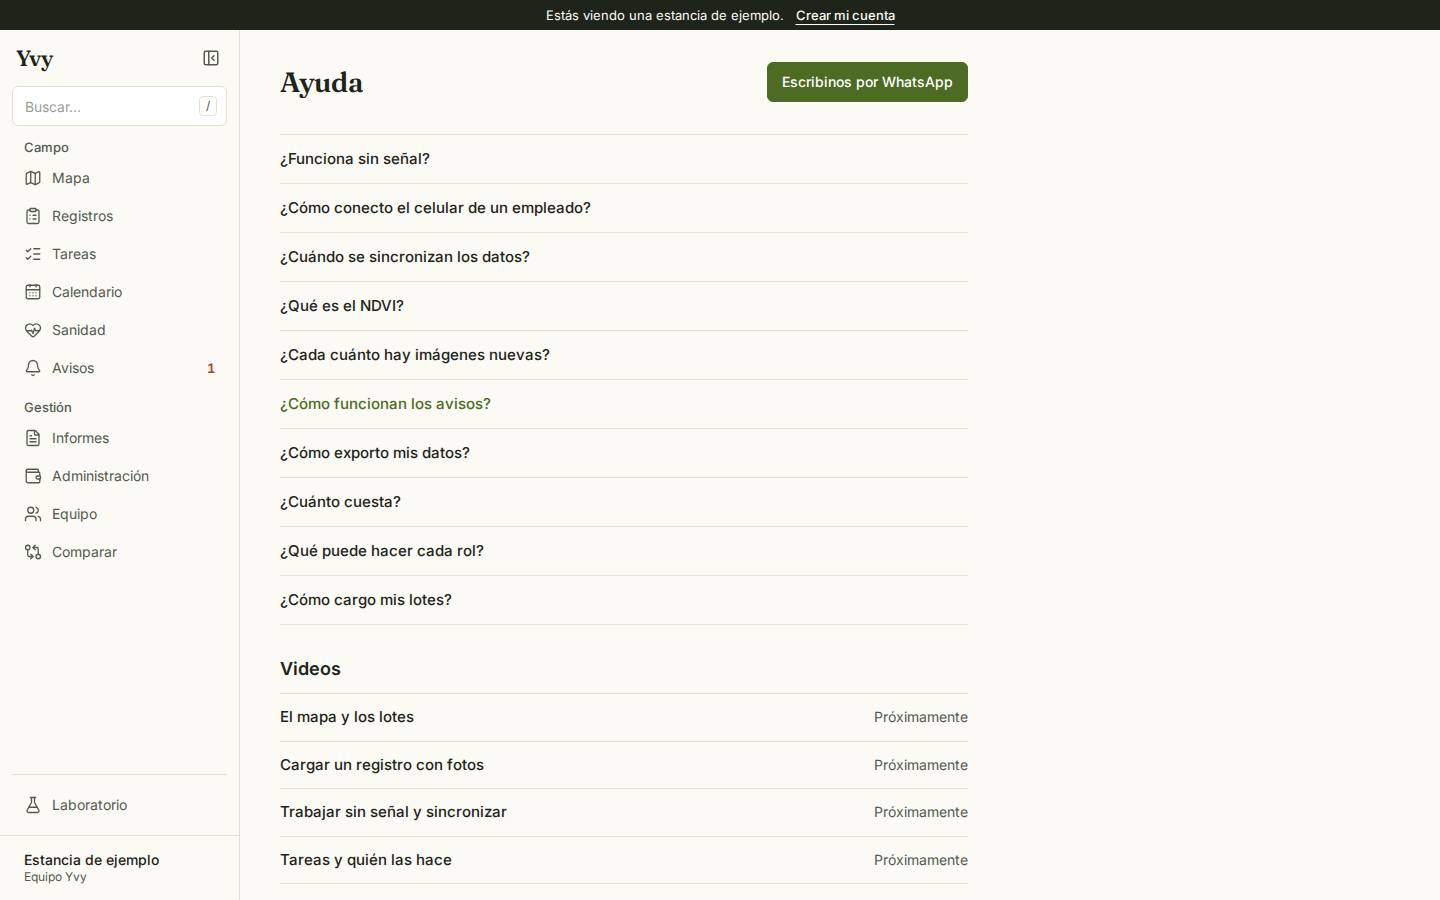 Estás viendo una estancia de ejemplo. Crear mi cuenta
Yvy
Buscar... /
Campo
Mapa
Registros
Tareas
Calendario
Sanidad
Avisos 1
Gestión
Informes
Administración
Equipo
Comparar
Laboratorio
Estancia de ejemplo
Equipo Yvy
Ayuda
Escribinos por WhatsApp
¿Funciona sin señal?
¿Cómo conecto el celular de un empleado?
¿Cuándo se sincronizan los datos?
¿Qué es el NDVI?
¿Cada cuánto hay imágenes nuevas?
¿Cómo funcionan los avisos?
¿Cómo exporto mis datos?
¿Cuánto cuesta?
¿Qué puede hacer cada rol?
¿Cómo cargo mis lotes?
Videos
El mapa y los lotes Próximamente
Cargar un registro con fotos Próximamente
Trabajar sin señal y sincronizar Próximamente
Tareas y quién las hace Próximamente